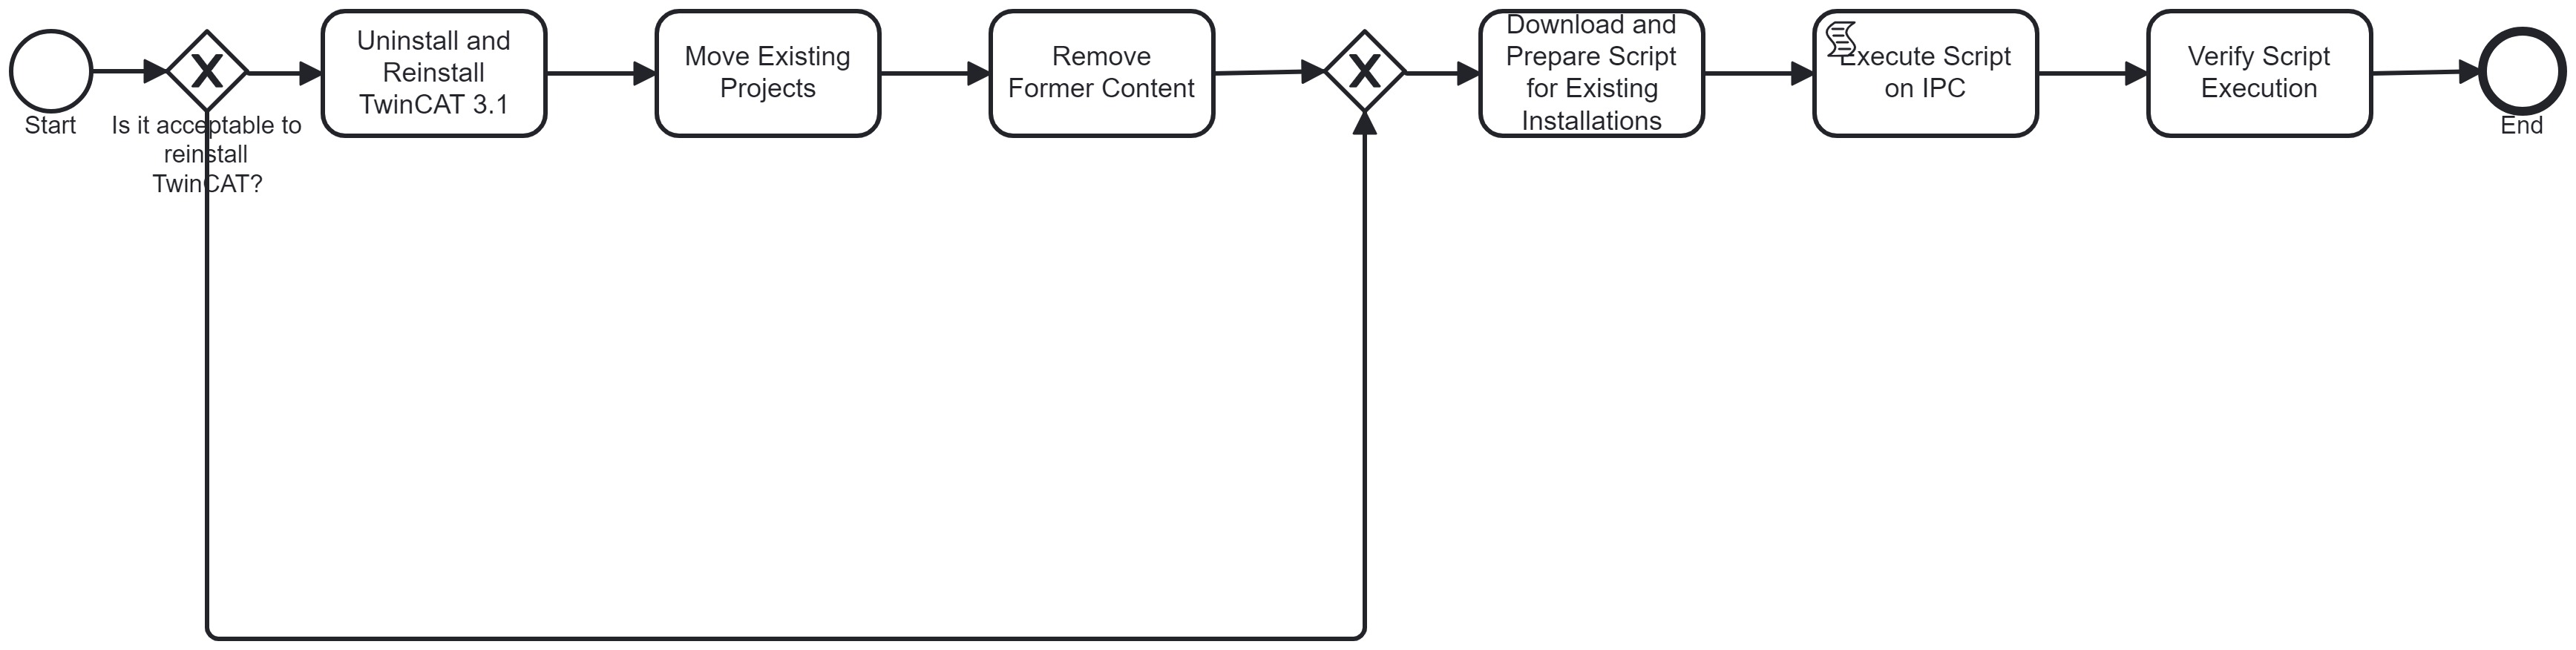 Start
Is it acceptable to
reinstall
TwinCAT?
Uninstall and
Reinstall
TwinCAT 3.1
Move Existing
Projects
Remove
Former Content
Download and
Prepare Script
for Existing
Installations
Execute Script
on IPC
Verify Script
Execution
End